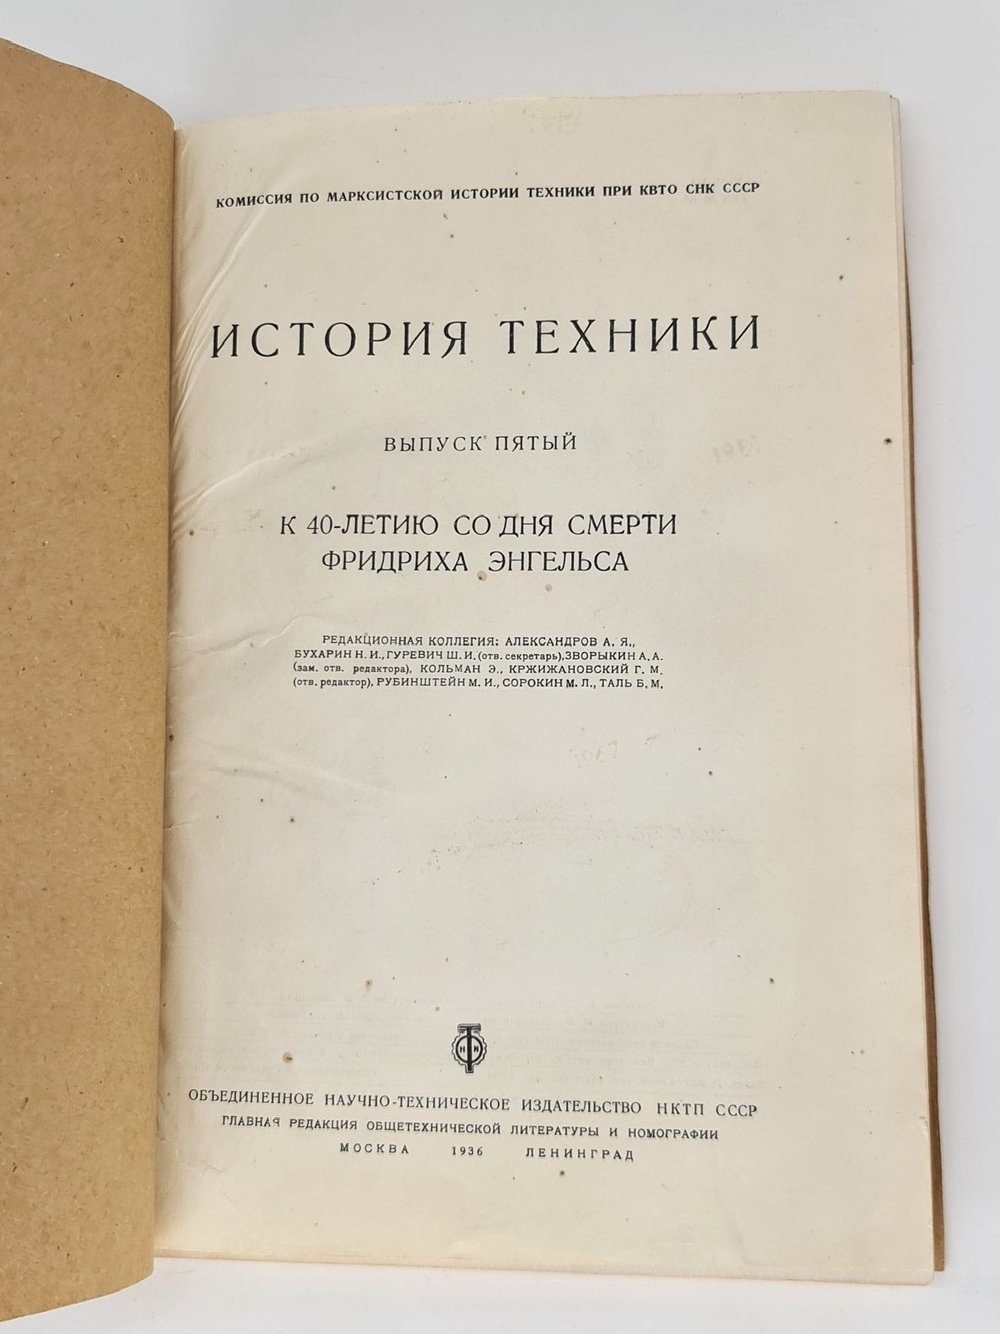 КОМИССИЯ ПО МАРКСИСТСКОЙ ИСТОРИИ ТЕХНИКИ ПРИ КВТО СНК СССР
ИСТОРИЯ ТЕХНИКИ
ВЫПУСК ПЯТЫЙ
К 40-ЛЕТИЮ СО ДНЯ СМЕРТИ
ФРИДРИХА ЭНГЕЛЬСА
РЕДАКЦИОННАЯ КОЛЛЕГИЯ: АЛЕКСАНДРОВ А. Я.,
БУХАРИН Н. И., ГУРЕВИЧ Ш. И. (отв. секретарь), ЗВОРЫКИН А. А.
(зам. отв. редактора), КОЛЬМАН Э., КРЖИЖАНОВСКИЙ Г. М.
(отв. редактор), РУБИНШТЕЙН М. И., СОРОКИН М. Л., ТАЛЬ Б. М.
ОБЪЕДИНЕННОЕ НАУЧНО-ТЕХНИЧЕСКОЕ ИЗДАТЕЛЬСТВО НКТП СССР
ГЛАВНАЯ РЕДАКЦИЯ ОБЩЕТЕХНИЧЕСКОЙ ЛИТЕРАТУРЫ И НОМОГРАФИИ
МОСКВА 1936 ЛЕНИНГРАД